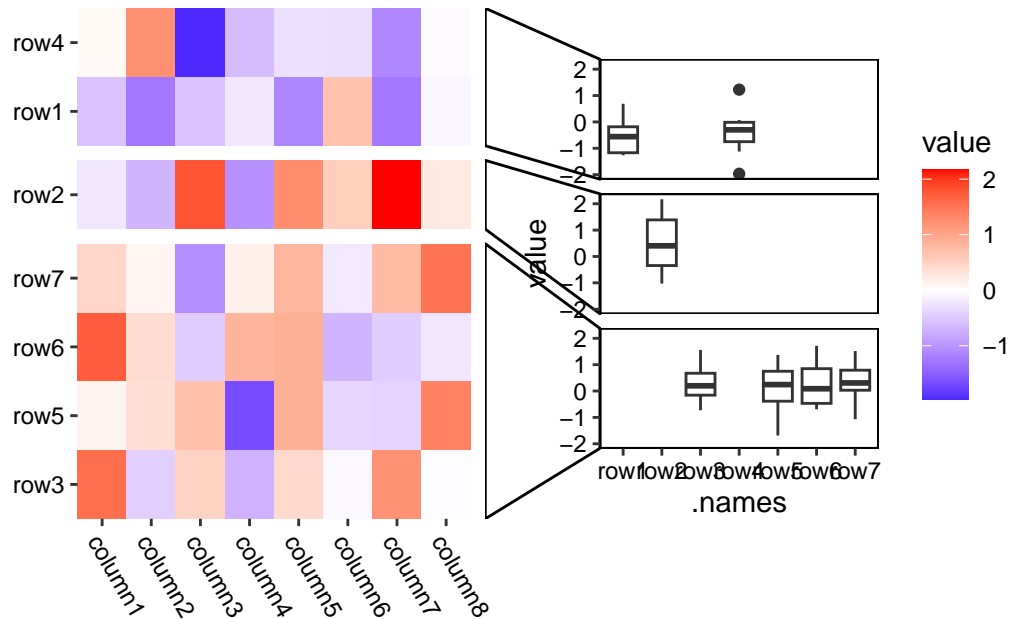 row4
row1
row2
row7
row6
row5
row3
column1
column2
column3
column4
column5
column6
column7
column8
2
1
0
−1
−2
2
1
0
−1
−2
2
1
0
−1
−2
value
row1
row2
row3
row4
row5
row6
row7
.names
value
2
1
0
−1